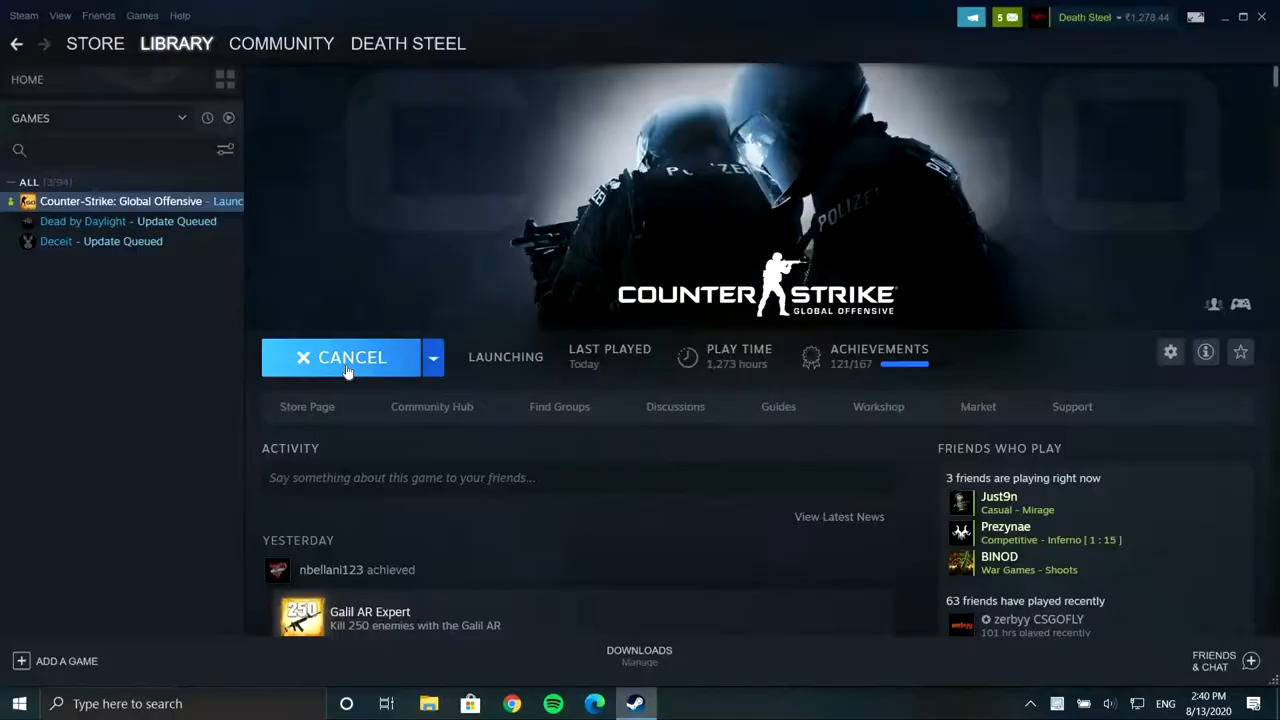 Steam View Friends Games Help
5
Death Steel ₹1,278.44
STORE LIBRARY COMMUNITY DEATH STEEL
HOME
GAMES
ALL (3/94)
Counter-Strike: Global Offensive - Launc
Dead by Daylight - Update Queued
Deceit - Update Queued
POLIZEI
COUNTER STRIKE
GLOBAL OFFENSIVE
CANCEL
LAUNCHING
LAST PLAYED
Today
PLAY TIME
1,273 hours
ACHIEVEMENTS
121/167
Store Page Community Hub Find Groups Discussions Guides Workshop Market Support
ACTIVITY
Say something about this game to your friends...
View Latest News
YESTERDAY
nbellani123 achieved
250
Galil AR Expert
Kill 250 enemies with the Galil AR
FRIENDS WHO PLAY
3 friends are playing right now
Just9n
Casual - Mirage
Prezynae
Competitive - Inferno [ 1 : 15 ]
BINOD
War Games - Shoots
63 friends have played recently
zerbyy CSGOFLY
101 hrs played recently
ADD A GAME
DOWNLOADS
Manage
FRIENDS
& CHAT
Type here to search
ENG
2:40 PM
8/13/2020